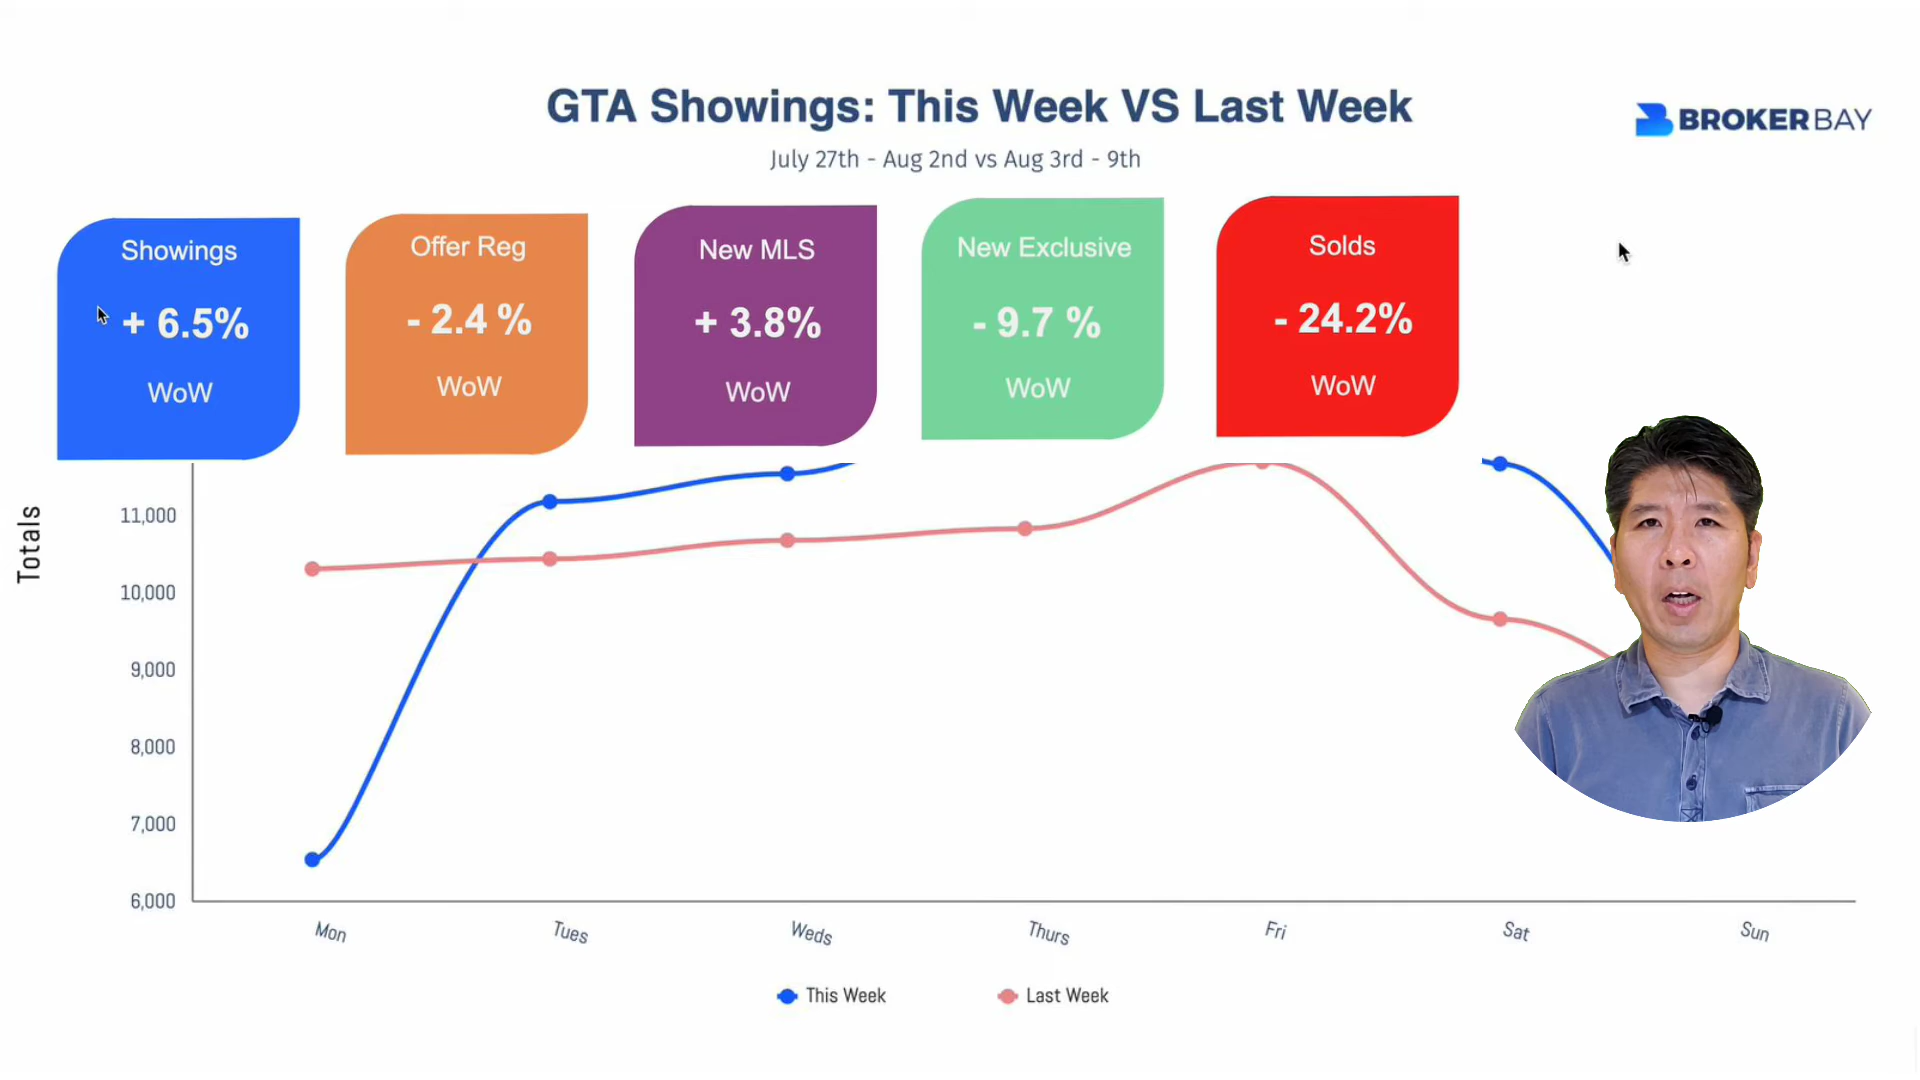 GTA Showings: This Week VS Last Week
BROKERBAY
July 27th - Aug 2nd vs Aug 3rd - 9th
Showings
+ 6.5%
WoW
Offer Reg
- 2.4 %
WoW
New MLS
+ 3.8%
WoW
New Exclusive
- 9.7 %
WoW
Solds
- 24.2%
WoW
Totals
11,000
10,000
9,000
8,000
7,000
6,000
Mon
Tues
Weds
Thurs
Fri
Sat
Sun
This Week
Last Week